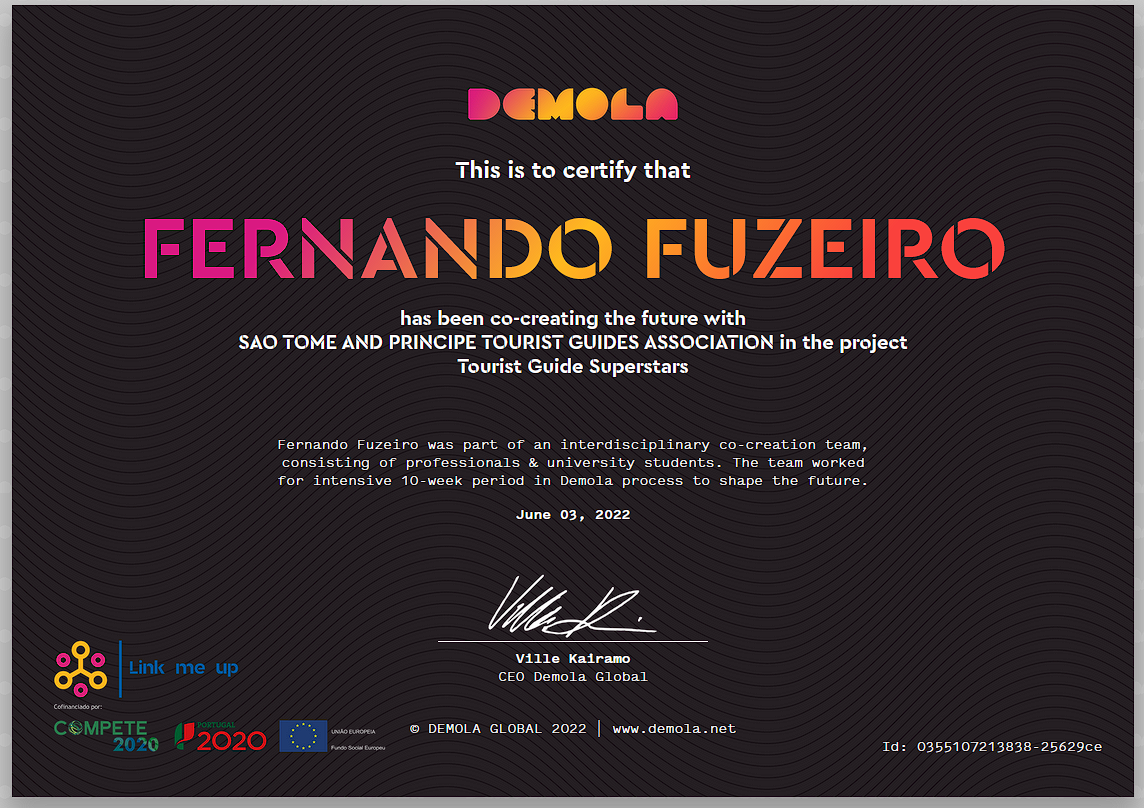 DEMOLA
This is to certify that
FERNANDO FUZEIRO
has been co-creating the future with
SAO TOME AND PRINCIPE TOURIST GUIDES ASSOCIATION in the project
Tourist Guide Superstars
Fernando Fuzeiro was part of an interdisciplinary co-creation team,
consisting of professionals & university students. The team worked
for intensive 10-week period in Demola process to shape the future.
June 03, 2022
Ville Kairamo
CEO Demola Global
Link me up
Cofinanciado por:
COMPETE
2020
PORTUGAL
2020
UNIÃO EUROPEIA
Fundo Social Europeu
© DEMOLA GLOBAL 2022 | www.demola.net
Id: 0355107213838-25629ce